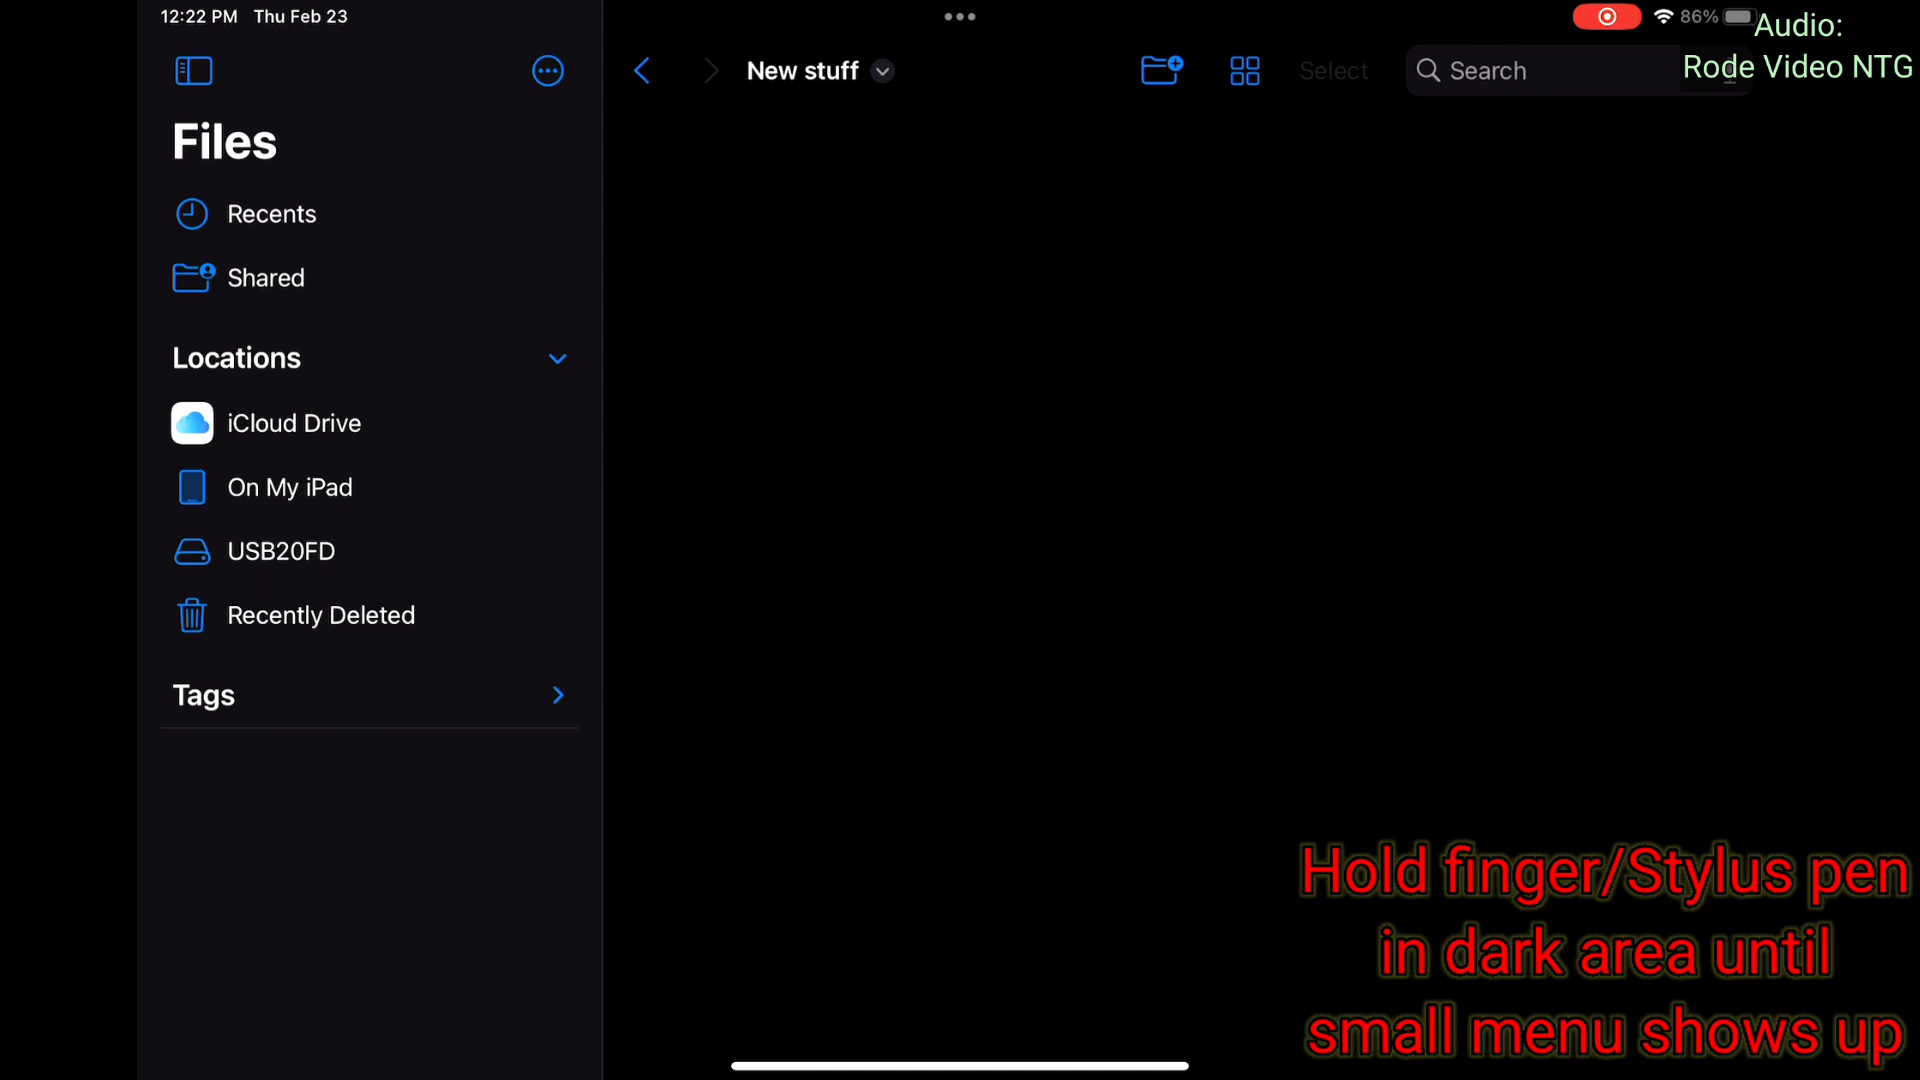 12:22 PM Thu Feb 23
86%
Audio:
Rode Video NTG
New stuff
Select
Search
Files
Recents
Shared
Locations
iCloud Drive
On My iPad
USB20FD
Recently Deleted
Tags
Hold finger/Stylus pen
in dark area until
small menu shows up